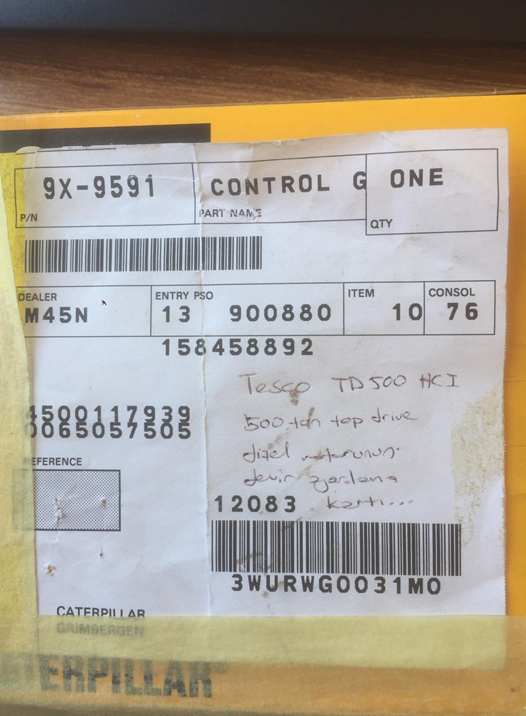 9X-9591 CONTROL G ONE
P/N PART NAME QTY
DEALER ENTRY PSO ITEM CONSOL
M45N 13 900880 10 76
158458892
Tesco TD500 HCI
4500117939
500 ton top drive
0065057505
dizel motorunun
EFERENCE
devir ayarlama
12083 kartı...
3WURWG0031MO
CATERPILLAR
GRIMBERGEN
CATERPILLAR